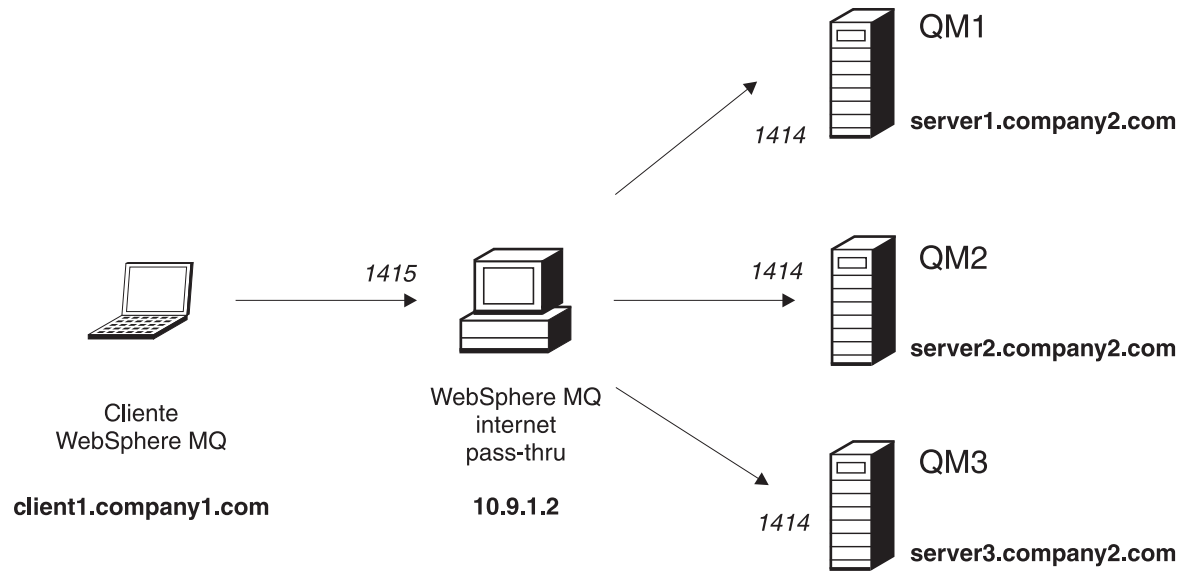 QM1
server1.company2.com
1414
1415
1414
QM2
server2.company2.com
Cliente
WebSphere MQ
client1.company1.com
WebSphere MQ
internet
pass-thru
10.9.1.2
QM3
1414
server3.company2.com